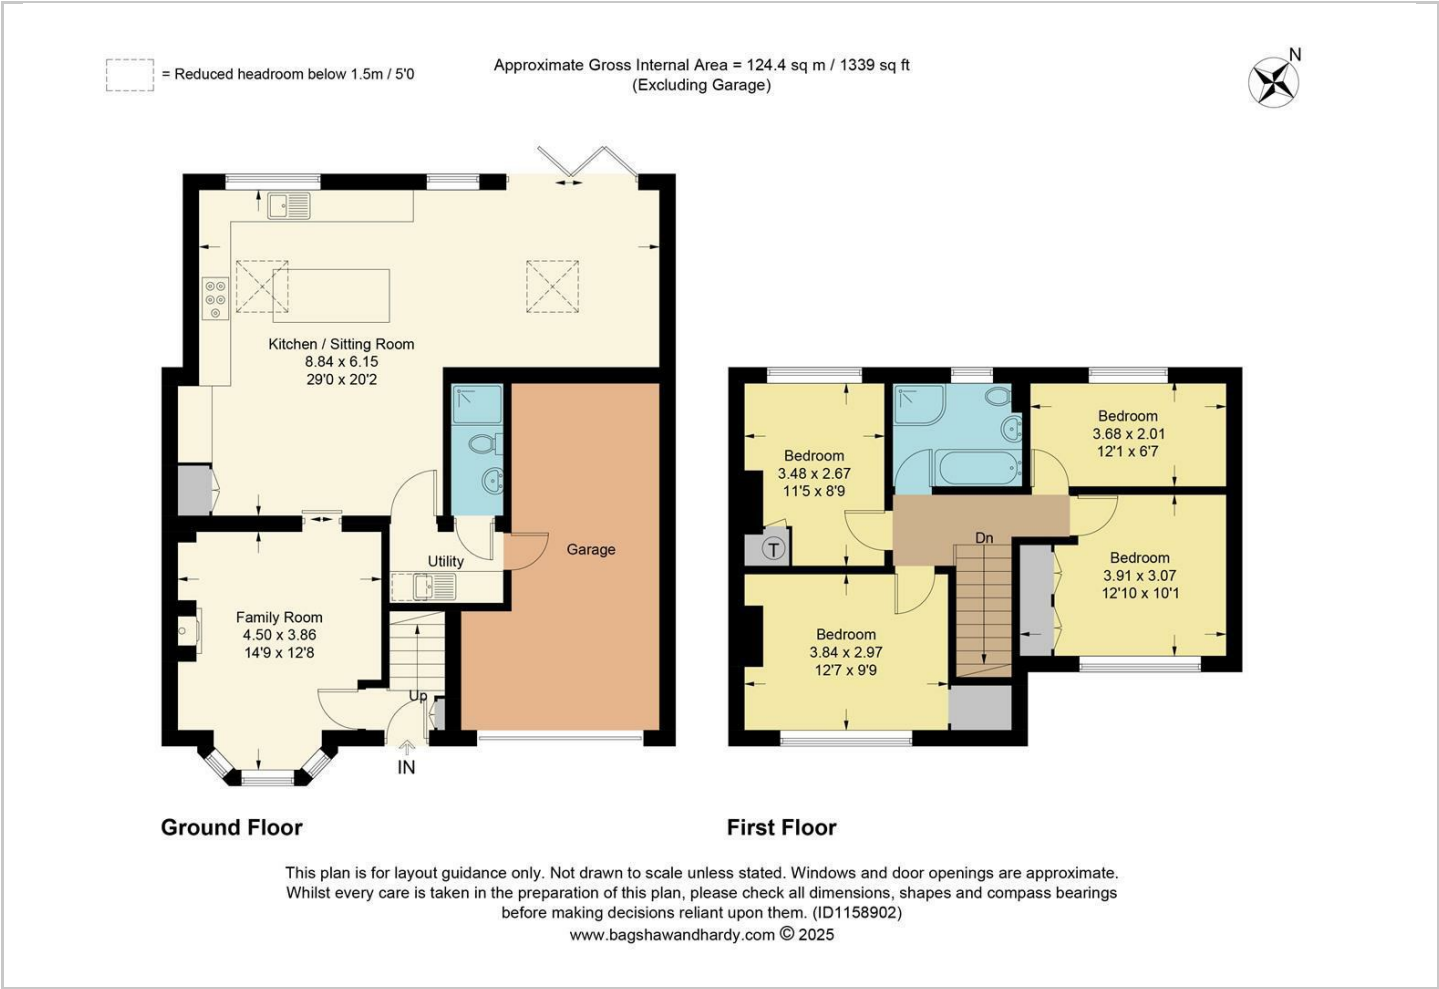 = Reduced headroom below 1.5m / 5'0
Approximate Gross Internal Area = 124.4 sq m / 1339 sq ft
(Excluding Garage)
N
Kitchen / Sitting Room
8.84 x 6.15
29'0 x 20'2
Utility
Garage
Family Room
4.50 x 3.86
14'9 x 12'8
Up
IN
Bedroom
3.48 x 2.67
11'5 x 8'9
T
Bedroom
3.68 x 2.01
12'1 x 6'7
Dn
Bedroom
3.91 x 3.07
12'10 x 10'1
Bedroom
3.84 x 2.97
12'7 x 9'9
Ground Floor
First Floor
This plan is for layout guidance only. Not drawn to scale unless stated. Windows and door openings are approximate.
Whilst every care is taken in the preparation of this plan, please check all dimensions, shapes and compass bearings
before making decisions reliant upon them. (ID1158902)
www.bagshawandhardy.com © 2025